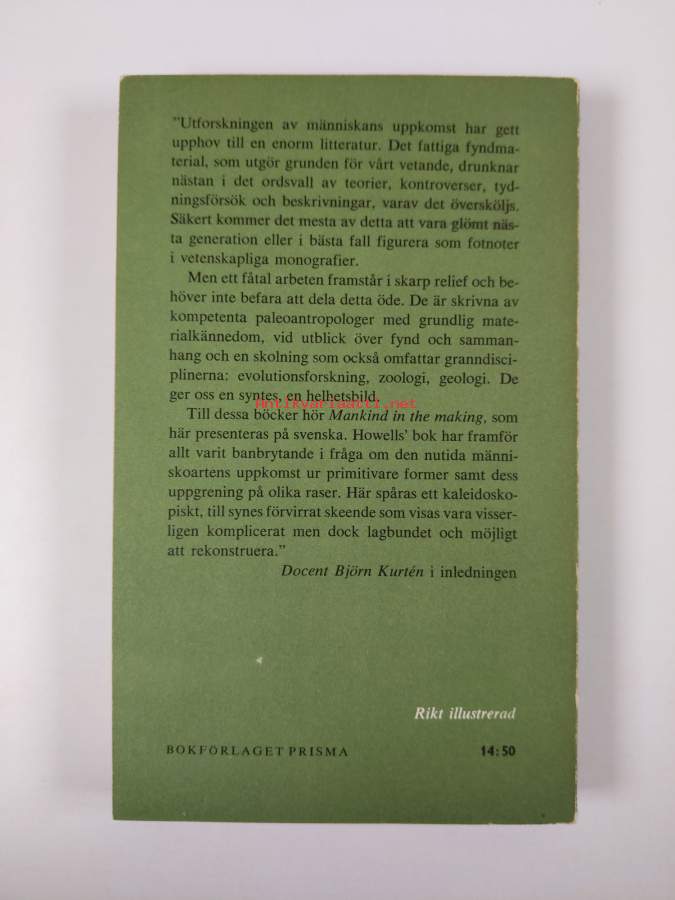 "Utforskningen av människans uppkomst har gett
upphov till en enorm litteratur. Det fattiga fyndma-
terial, som utgör grunden för vårt vetande, drunknar
nästan i det ordsvall av teorier, kontroverser, tyd-
ningsförsök och beskrivningar, varav det översköljs.
Säkert kommer det mesta av detta att vara glömt näs-
ta generation eller i bästa fall figurera som fotnoter
i vetenskapliga monografier.
Men ett fåtal arbeten framstår i skarp relief och be-
höver inte befara att dela detta öde. De är skrivna av
kompetenta paleoantropologer med grundlig mate-
rialkännedom, vid utblick över fynd och samman-
hang och en skolning som också omfattar granndisci-
plinerna: evolutionsforskning, zoologi, geologi. De
ger oss en syntes, en helhetsbild.
Antikvariaatti.net
Till dessa böcker hör Mankind in the making, som
här presenteras på svenska. Howells' bok har framför
allt varit banbrytande i fråga om den nutida männi-
skoartens uppkomst ur primitivare former samt dess
uppgrening på olika raser. Här spåras ett kaleidosko-
piskt, till synes förvirrat skeende som visas vara visser-
ligen komplicerat men dock lagbundet och möjligt
att rekonstruera."
Docent Björn Kurtén i inledningen
Rikt illustrerad
BOKFÖRLAGET PRISMA 14:50